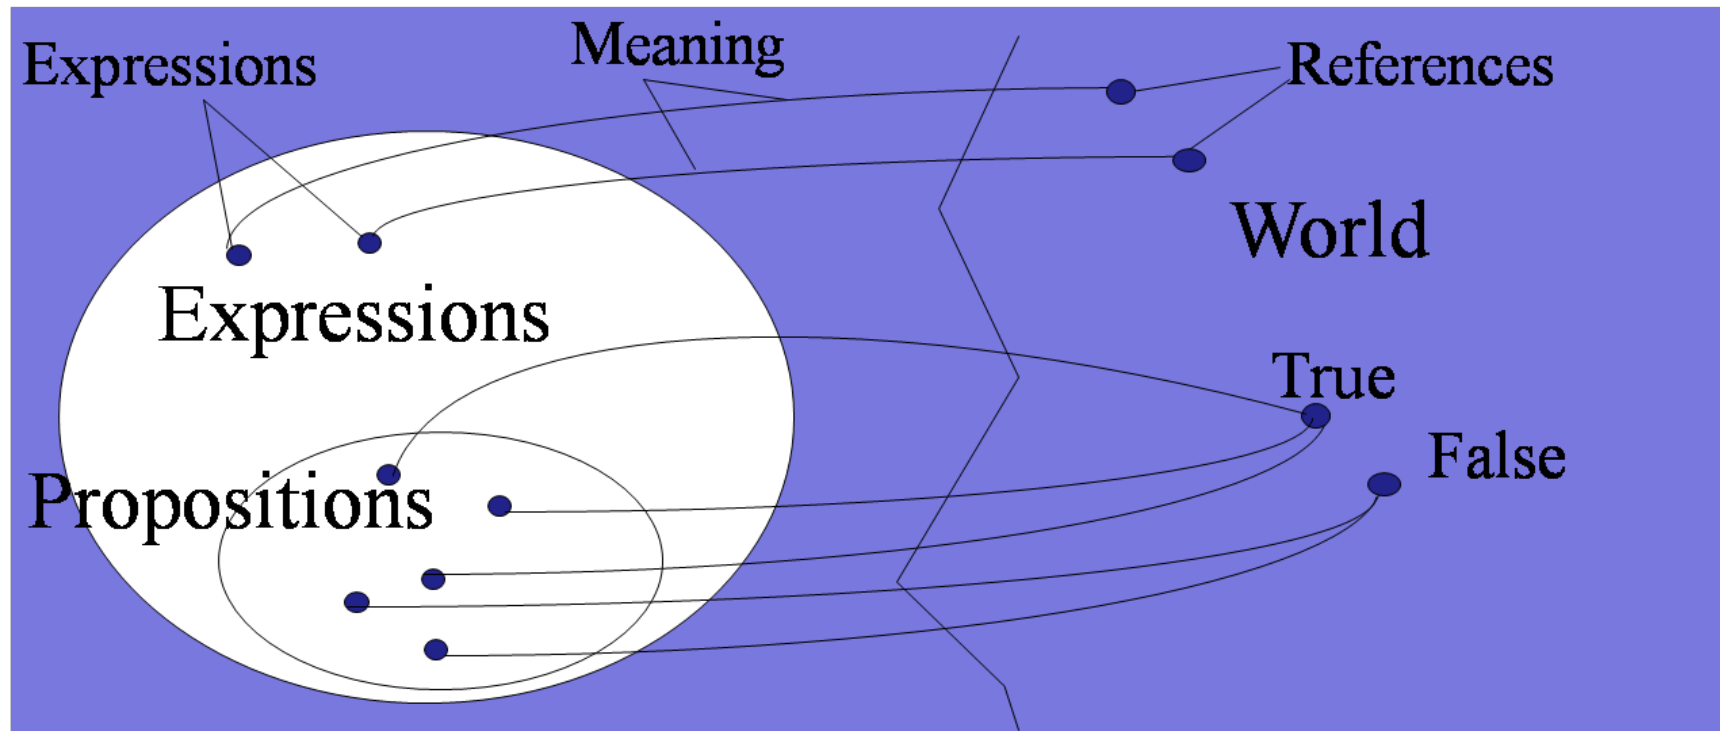 Expressions
Meaning
References
World
Expressions
True
False
Propositions